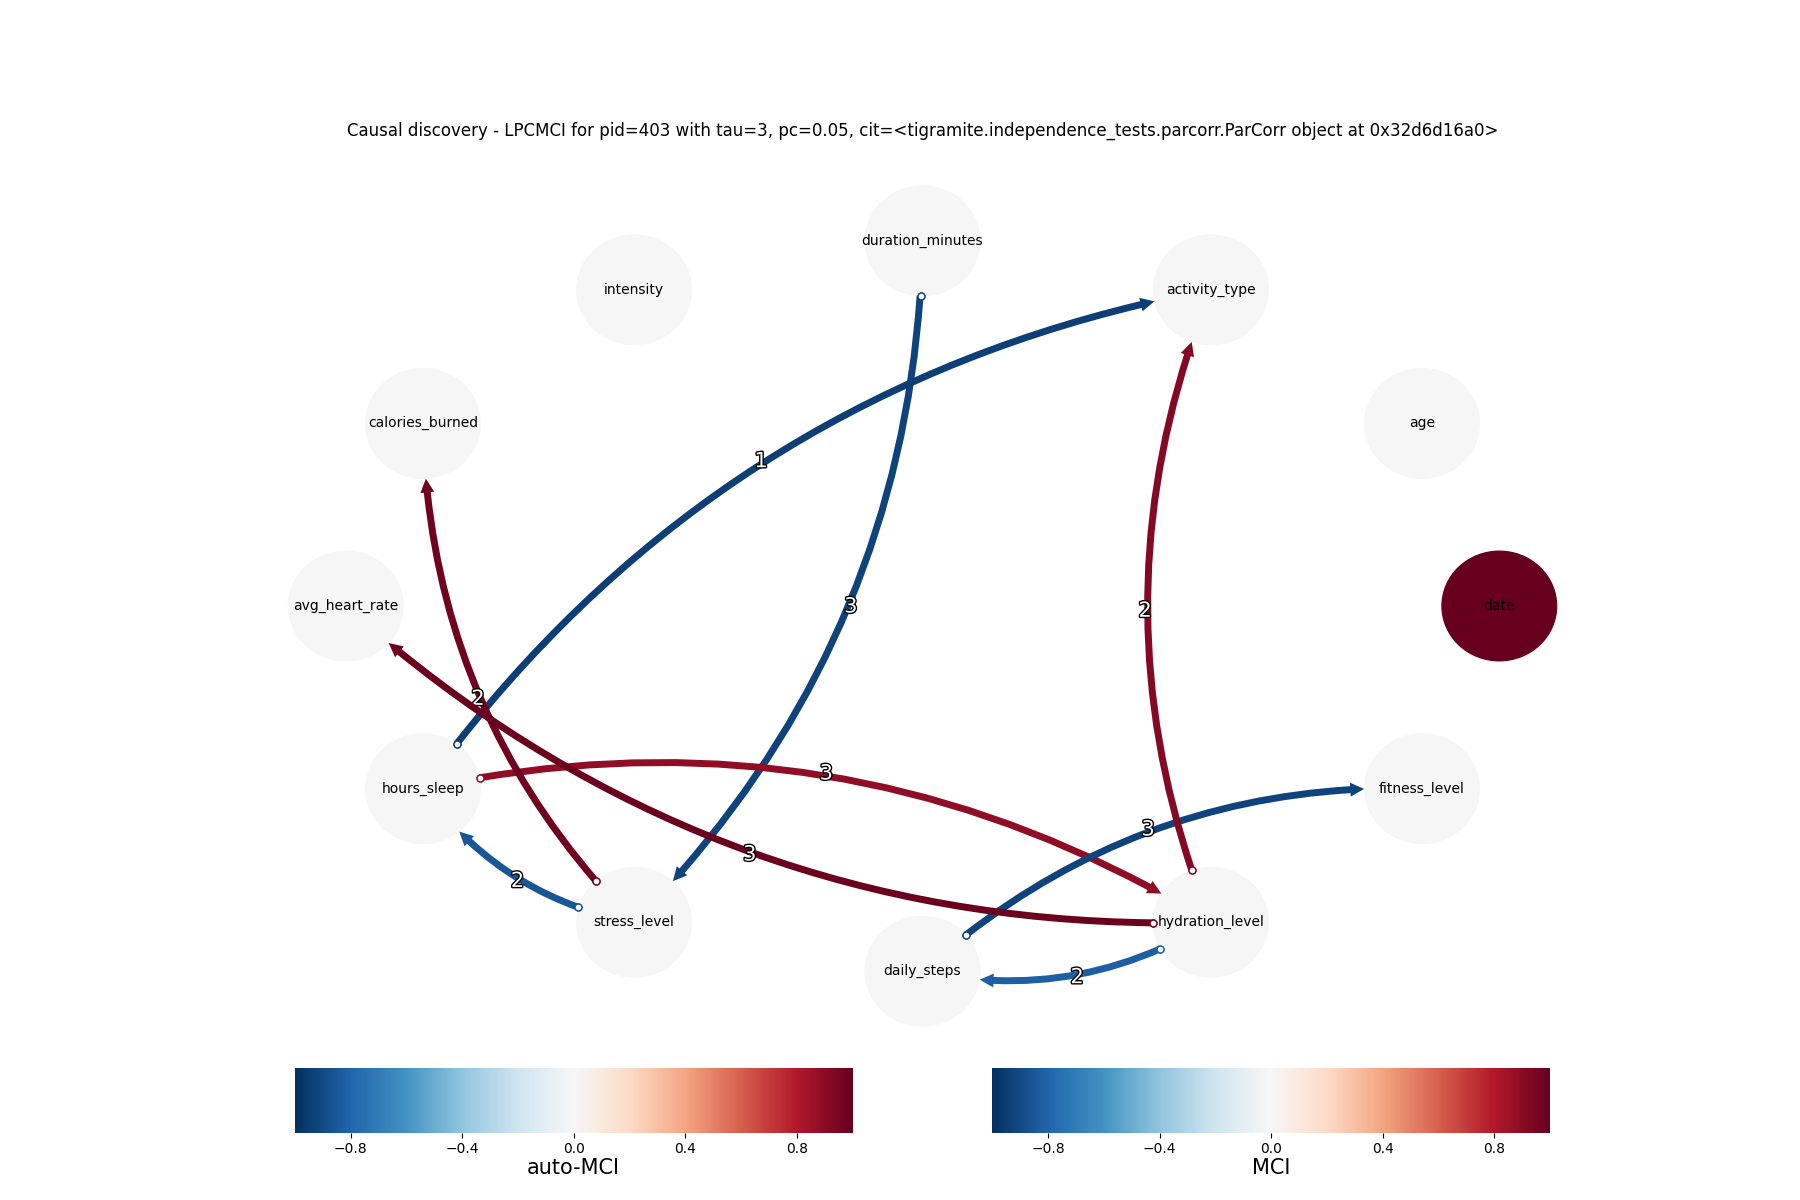 Causal discovery - LPCMCI for pid=403 with tau=3, pc=0.05, cit=<tigramite.independence_tests.parcorr.ParCorr object at 0x32d6d16a0>
duration_minutes
intensity
activity_type
calories_burned
age
1
avg_heart_rate
3
2
date
2
hours_sleep
3
fitness_level
3
3
2
stress_level
hydration_level
daily_steps
2
−0.8 −0.4 0.0 0.4 0.8
auto-MCI
−0.8 −0.4 0.0 0.4 0.8
MCI